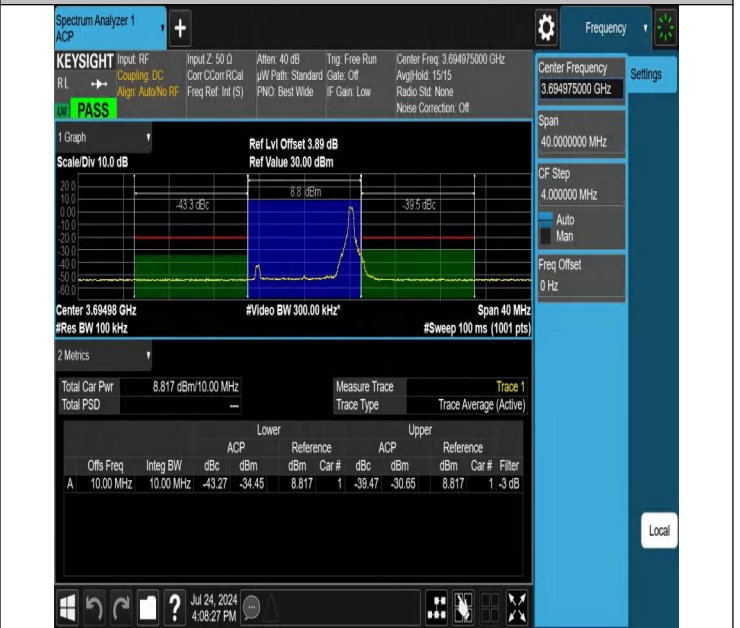 Spectrum Analyzer 1
ACP
+
Frequency
KEYSIGHT Input: RF Input Z: 50 Ω Atten: 40 dB Trig: Free Run Center Freq: 3.694975000 GHz
RL Coupling: DC Corr CCorr RCal µW Path: Standard Gate: Off Avg|Hold: 15/15
Align: Auto/No RF Freq Ref: Int (S) PNO: Best Wide IF Gain: Low Radio Std: None
Noise Correction: Off
PASS
Center Frequency
3.694975000 GHz
Settings
Span
40.0000000 MHz
CF Step
4.000000 MHz
Auto
Man
Freq Offset
0 Hz
1 Graph
Ref Lvl Offset 3.89 dB
Scale/Div 10.0 dB Ref Value 30.00 dBm
20.0
10.0
0.00
-10.0
-20.0
-30.0
-40.0
-50.0
-60.0
-43.3 dBc 8.8 dBm -39.5 dBc
Center 3.69498 GHz #Video BW 300.00 kHz* Span 40 MHz
#Res BW 100 kHz #Sweep 100 ms (1001 pts)
2 Metrics
Total Car Pwr 8.817 dBm/10.00 MHz Measure Trace Trace 1
Total PSD --- Trace Type Trace Average (Active)
Lower Upper
ACP Reference ACP Reference
Offs Freq Integ BW dBc dBm dBm Car # dBc dBm dBm Car # Filter
A 10.00 MHz 10.00 MHz -43.27 -34.45 8.817 1 -39.47 -30.65 8.817 1 -3 dB
Local
?
Jul 24, 2024
4:08:27 PM